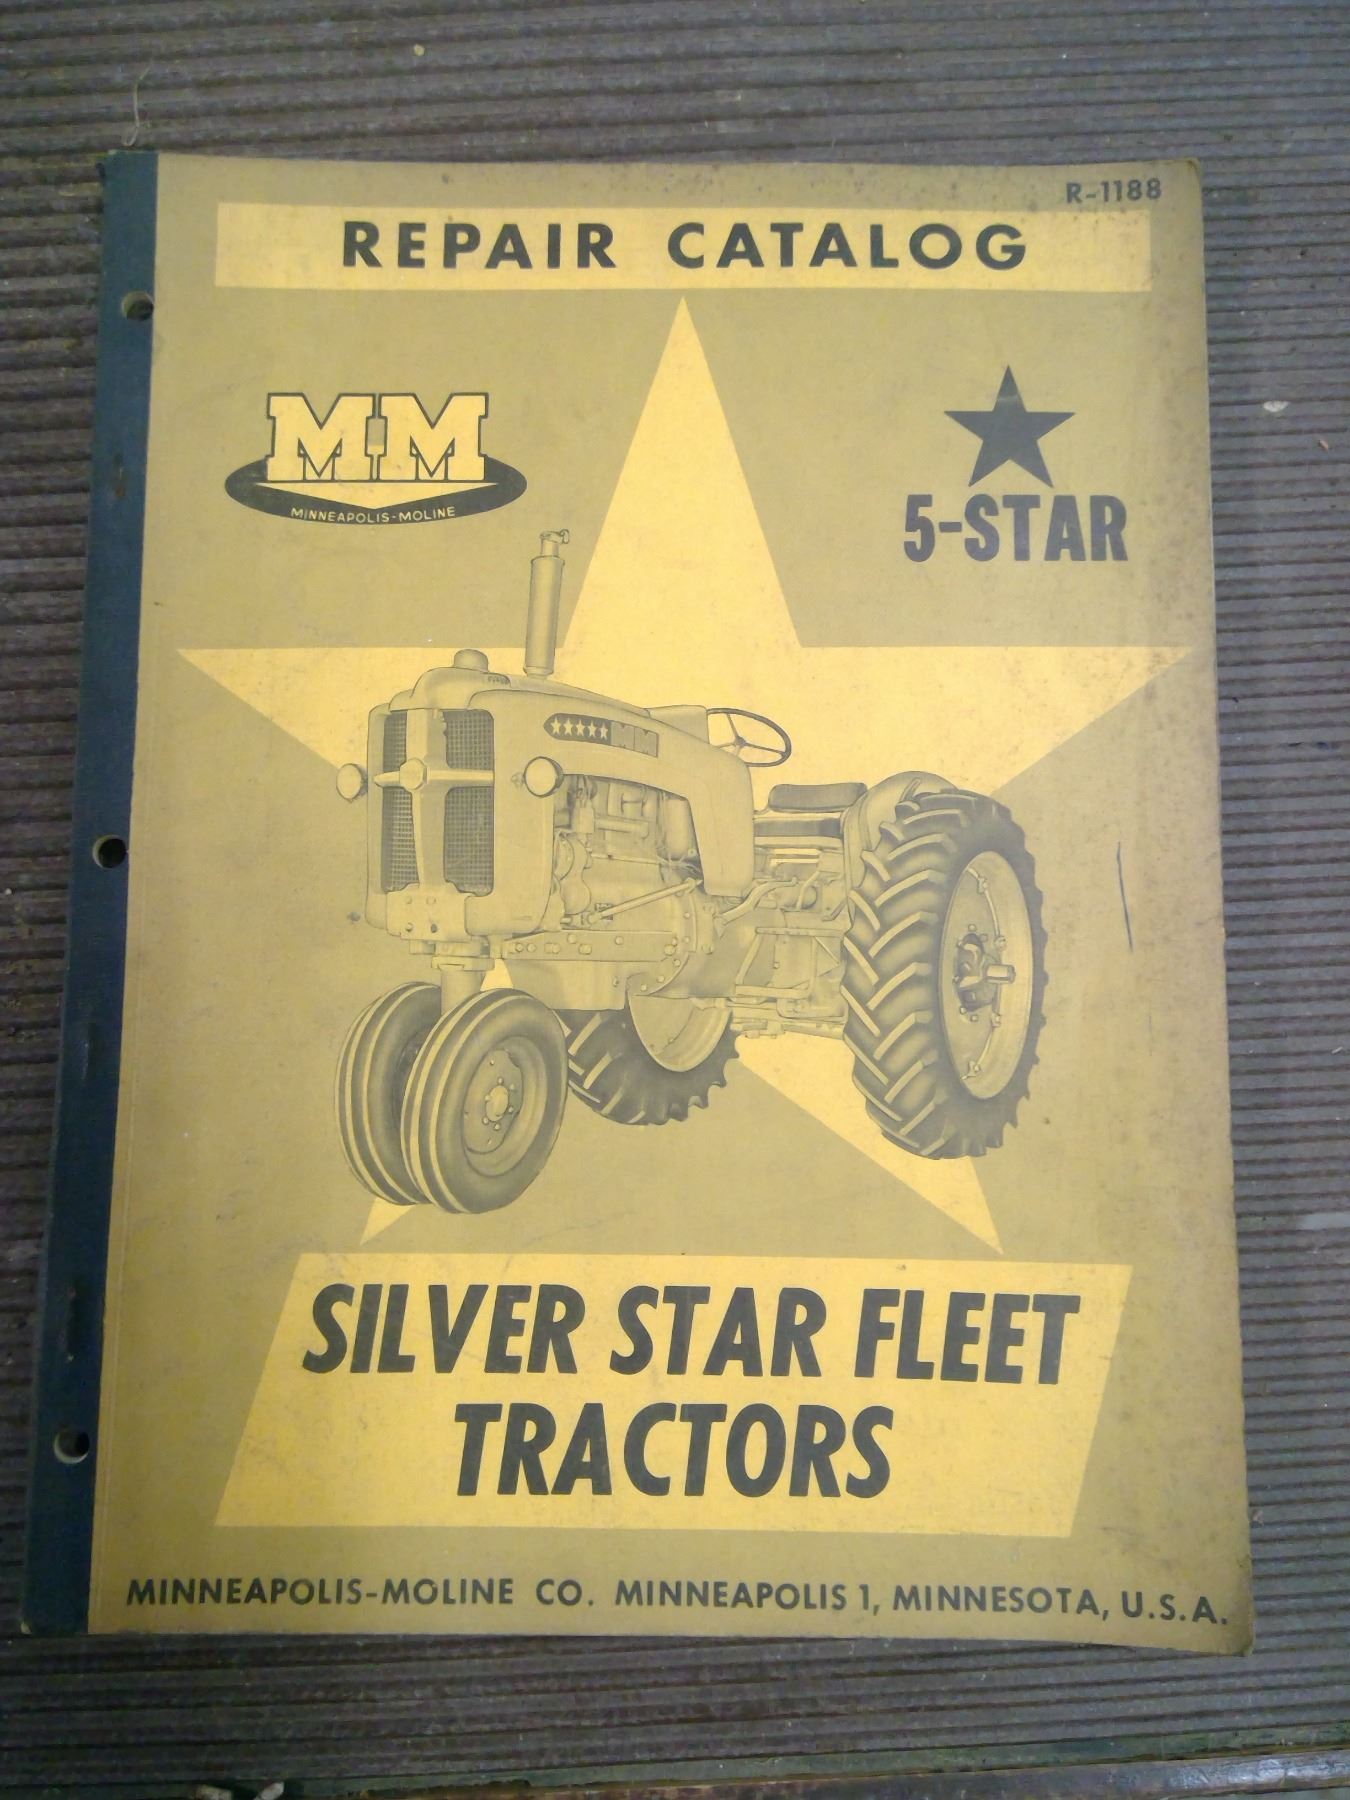 R-1188
REPAIR CATALOG
MM
MINNEAPOLIS-MOLINE
5-STAR
MM
SILVER STAR FLEET
TRACTORS
MINNEAPOLIS-MOLINE CO. MINNEAPOLIS 1, MINNESOTA, U.S.A.